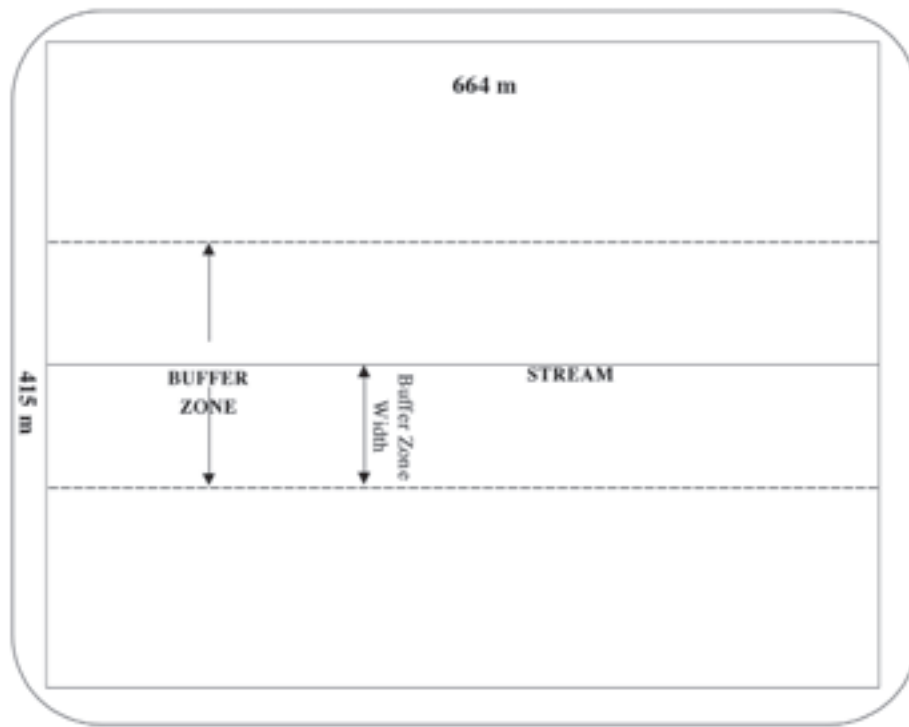 664 m
415 m
BUFFER
ZONE
Buffer Zone
Width
STREAM